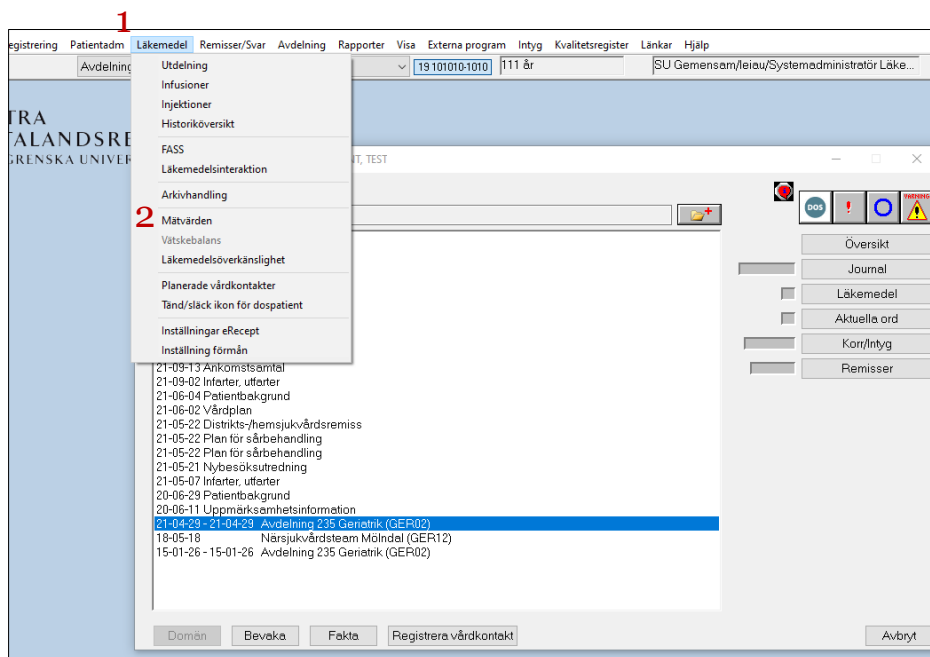 1
egistrering Patientadm Läkemedel Remisser/Svar Avdelning Rapporter Visa Externa program Intyg Kvalitetsregister Länkar Hjälp
Avdelning 19 101010-1010 111 år SU Gemensam/leiau/Systemadministratör Läke...
Utdelning
Infusioner
Injektioner
Historiköversikt
FASS
Läkemedelsinteraktion
Arkivhandling
2 Mätvärden
Vätskebalans
Läkemedelsöverkänslighet
Planerade vårdkontakter
Tänd/släck ikon för dospatient
Inställningar eRecept
Inställning förmån
TRA
TALANDSRE
GRENSKA UNIVER
NT, TEST
DOS ! WARNING
Översikt
Journal
Läkemedel
Aktuella ord
Korr/Intyg
Remisser
21-09-13 Ankomstsamtal
21-09-02 Infarter, utfarter
21-06-04 Patientbakgrund
21-06-02 Vårdplan
21-05-22 Distrikts-/hemsjukvårdsremiss
21-05-22 Plan för sårbehandling
21-05-22 Plan för sårbehandling
21-05-21 Nybesöksutredning
21-05-07 Infarter, utfarter
20-06-29 Patientbakgrund
20-06-11 Uppmärksamhetsinformation
21-04-29 - 21-04-29 Avdelning 235 Geriatrik (GER02)
18-05-18 Närsjukvårdsteam Mölndal (GER12)
15-01-26 - 15-01-26 Avdelning 235 Geriatrik (GER02)
Domän Bevaka Fakta Registrera vårdkontakt Avbryt